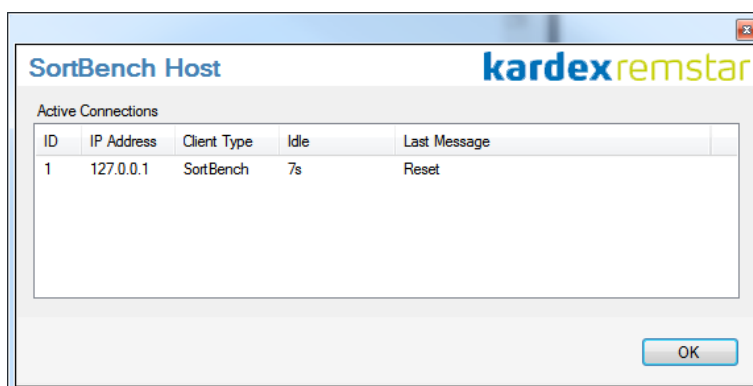 SortBench Host
kardexremstar
Active Connections
ID IP Address Client Type Idle Last Message
1 127.0.0.1 SortBench 7s Reset
OK